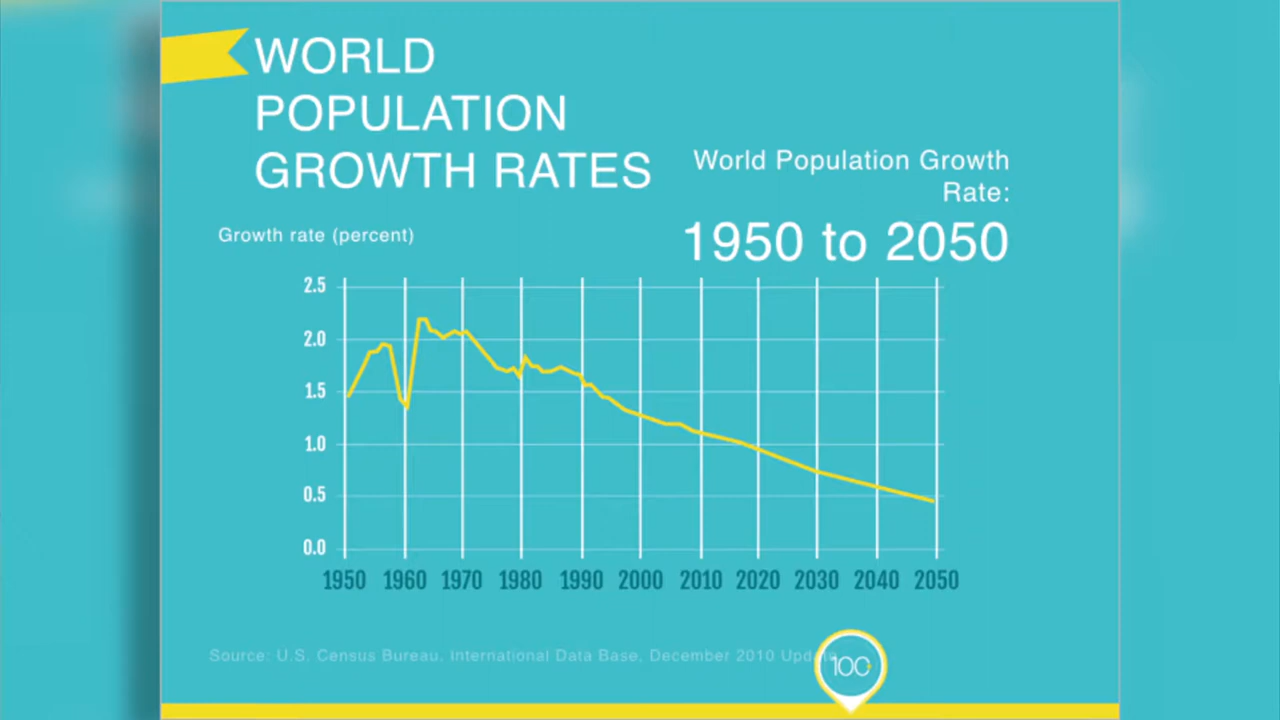 WORLD
POPULATION
GROWTH RATES
World Population Growth
Rate:
1950 to 2050
Growth rate (percent)
2.5
2.0
1.5
1.0
0.5
0.0
1950 1960 1970 1980 1990 2000 2010 2020 2030 2040 2050
Source: U.S. Census Bureau, International Data Base, December 2010 Update
100